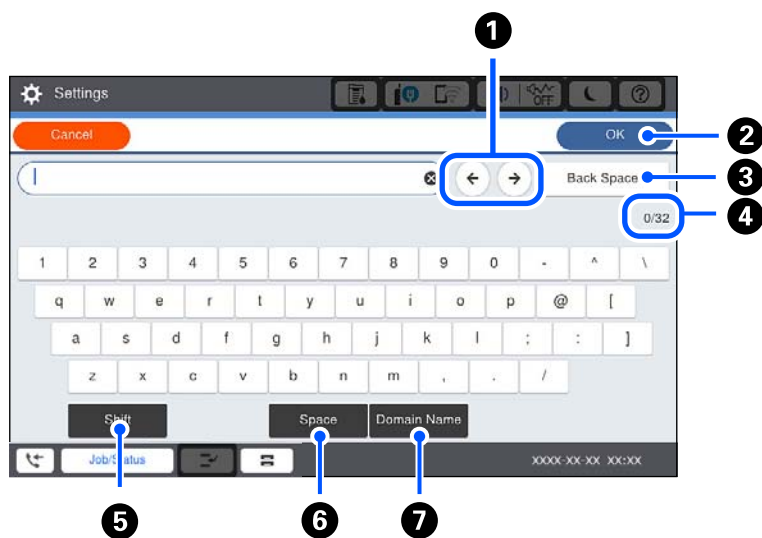 1
Settings
OFF
?
Cancel
OK
2
Back Space
3
0/32
4
1 2 3 4 5 6 7 8 9 0 - ^ \
q w e r t y u i o p @ [
a s d f g h j k l ; : ]
z x c v b n m , . /
Shift Space Domain Name
Job/Status
XXXX-XX-XX XX:XX
5 6 7